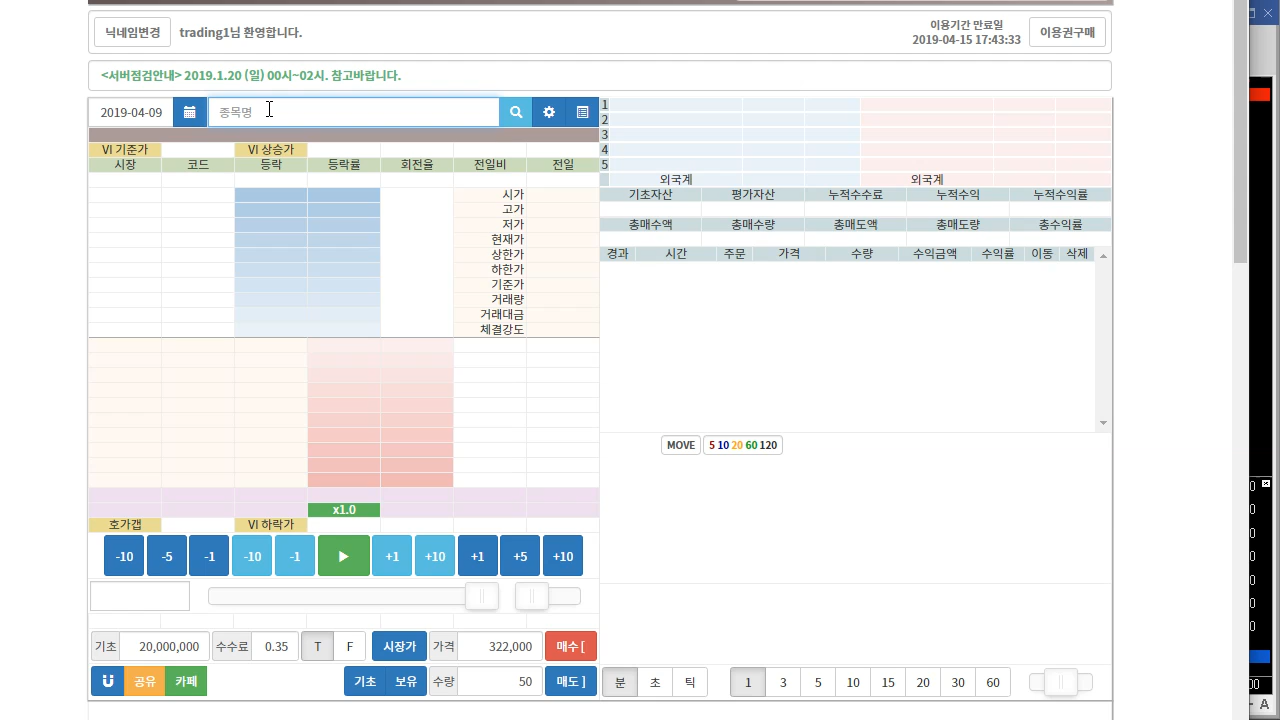 닉네임변경 trading1님 환영합니다. 이용기간 만료일 2019-04-15 17:43:33 이용권구매
<서버점검안내> 2019.1.20 (일) 00시~02시. 참고바랍니다.
2019-04-09 종목명
1
2
3
4
5
VI 기준가 VI 상승가
시장 코드 등락 등락률 회전율 전일비 전일
외국계 외국계
시가
고가
저가
현재가
상한가
하한가
기준가
거래량
거래대금
체결강도
기초자산 평가자산 누적수수료 누적수익 누적수익률
총매수액 총매수량 총매도액 총매도량 총수익률
경과 시간 주문 가격 수량 수익금액 수익률 이동 삭제
MOVE 5 10 20 60 120
x1.0
호가갭 VI 하락가
-10 -5 -1 -10 -1 +1 +10 +1 +5 +10
기초 20,000,000 수수료 0.35 T F 시장가 가격 322,000 매수 [
공유 카페 기초 보유 수량 50 매도 ]
분 초 틱 1 3 5 10 15 20 30 60
0
0
0
0
0
0
0
00
A